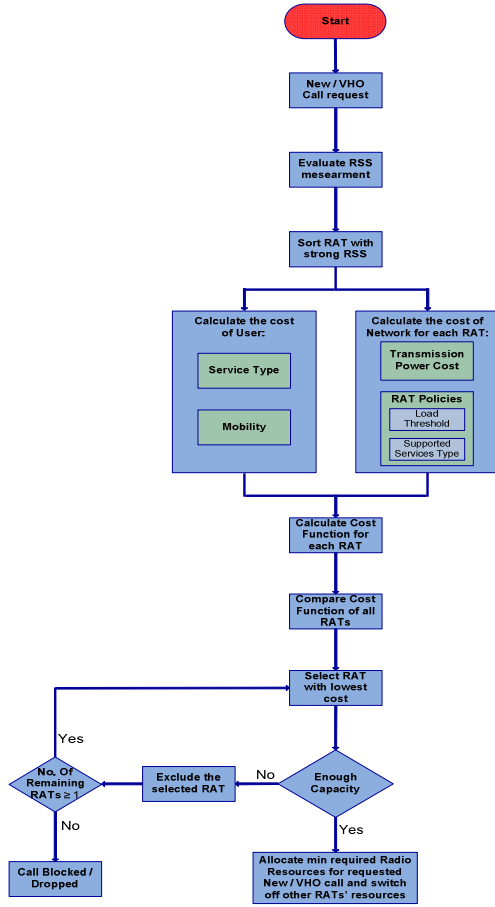 Start
New / VHO
Call request
Evaluate RSS
mesearment
Sort RAT with
strong RSS
Calculate the cost
of User:
Service Type
Mobility
Calculate the cost of
Network for each RAT:
Transmission
Power Cost
RAT Policies
Load
Threshold
Supported
Services Type
Calculate Cost
Function for
each RAT
Compare Cost
Function of all
RATs
Select RAT
with lowest
cost
Enough
Capacity
No
Exclude the
selected RAT
No. Of
Remaining
RATs ≥ 1
Yes
No
Call Blocked /
Dropped
Yes
Allocate min required Radio
Resources for requested
New / VHO call and switch
off other RATs' resources